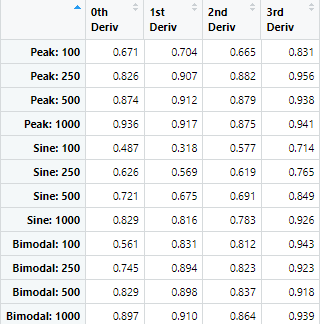 0th Deriv 1st Deriv 2nd Deriv 3rd Deriv
Peak: 100 0.671 0.704 0.665 0.831
Peak: 250 0.826 0.907 0.882 0.956
Peak: 500 0.874 0.912 0.879 0.938
Peak: 1000 0.936 0.917 0.875 0.941
Sine: 100 0.487 0.318 0.577 0.714
Sine: 250 0.626 0.569 0.619 0.765
Sine: 500 0.721 0.675 0.691 0.849
Sine: 1000 0.829 0.816 0.783 0.926
Bimodal: 100 0.561 0.831 0.812 0.943
Bimodal: 250 0.745 0.894 0.823 0.923
Bimodal: 500 0.829 0.898 0.837 0.918
Bimodal: 1000 0.897 0.910 0.864 0.939